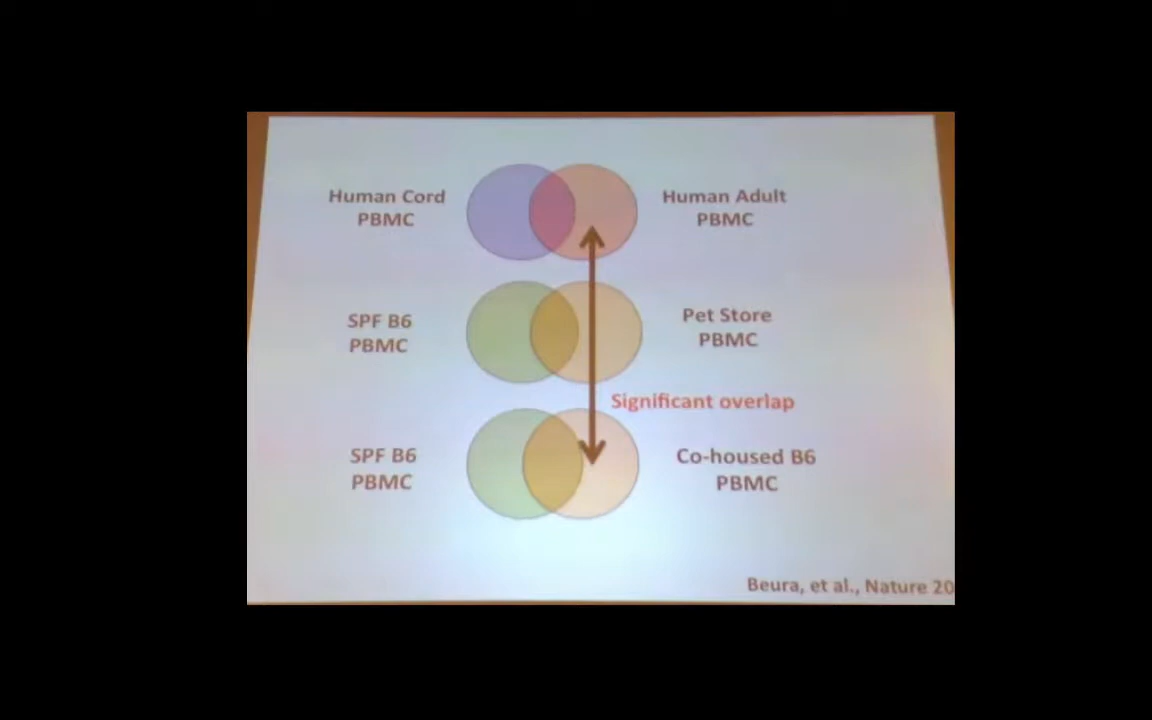 Human Cord
PBMC
Human Adult
PBMC
SPF B6
PBMC
Pet Store
PBMC
Significant overlap
SPF B6
PBMC
Co-housed B6
PBMC
Beura, et al., Nature 20